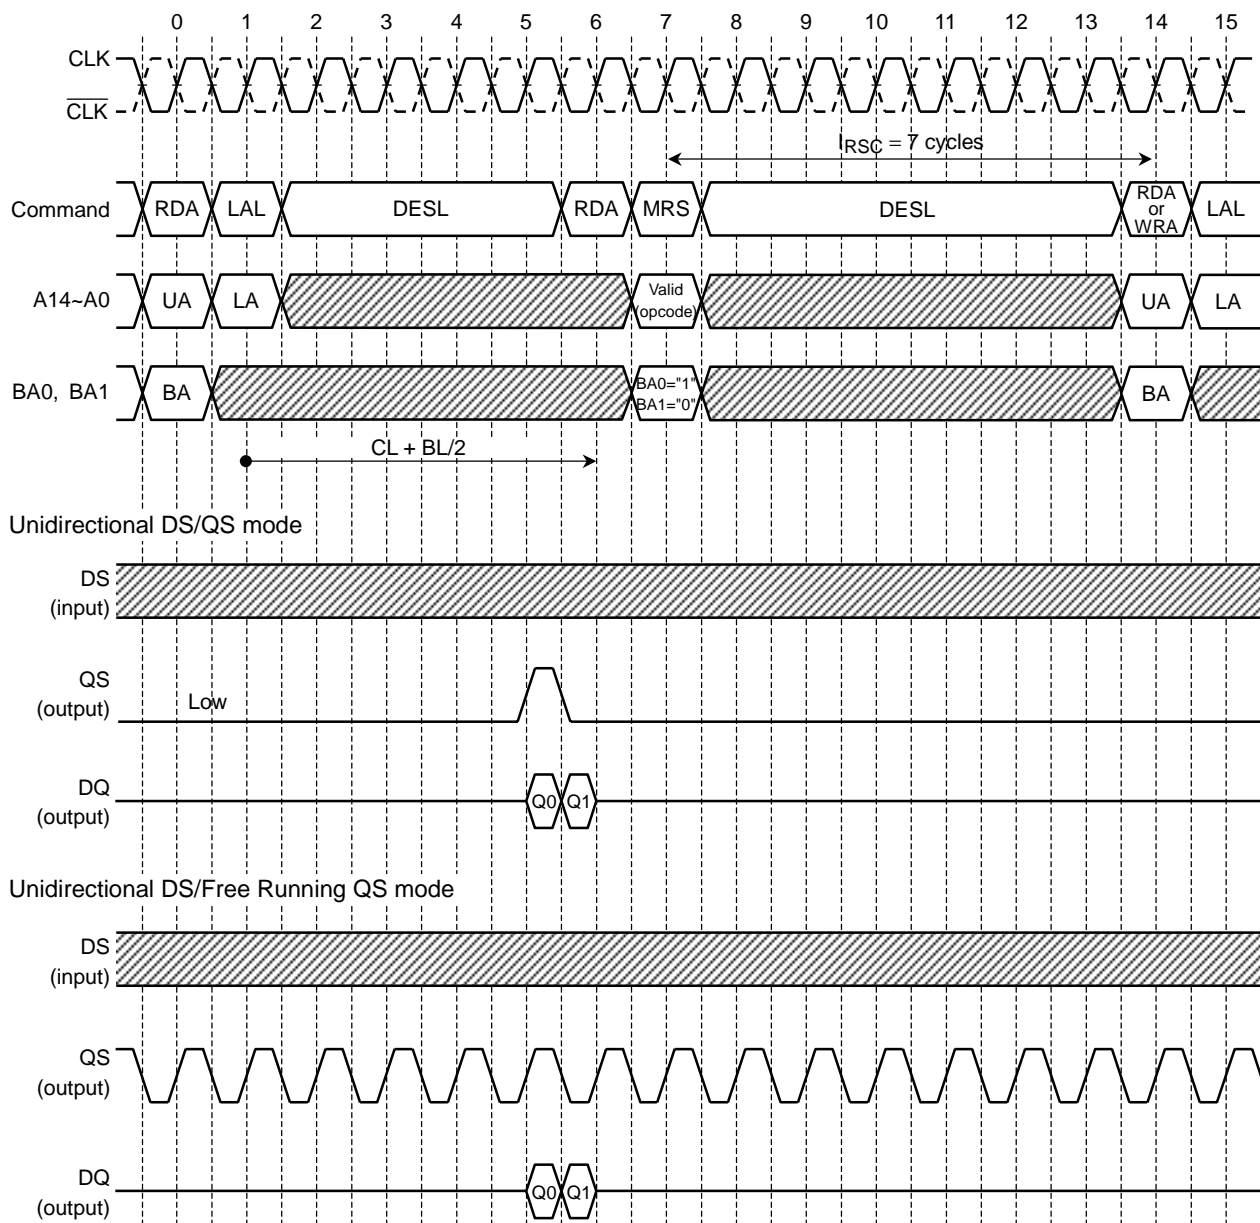 0 1 2 3 4 5 6 7 8 9 10 11 12 13 14 15
CLK
CLK
IRSC = 7 cycles
Command RDA LAL DESL RDA MRS DESL RDA or WRA LAL
A14~A0 UA LA Valid (opcode) UA LA
BA0, BA1 BA BA0="1" BA1="0" BA
CL + BL/2
Unidirectional DS/QS mode
DS
(input)
QS
(output)
Low
DQ
(output)
Q0 Q1
Unidirectional DS/Free Running QS mode
DS
(input)
QS
(output)
DQ
(output)
Q0 Q1